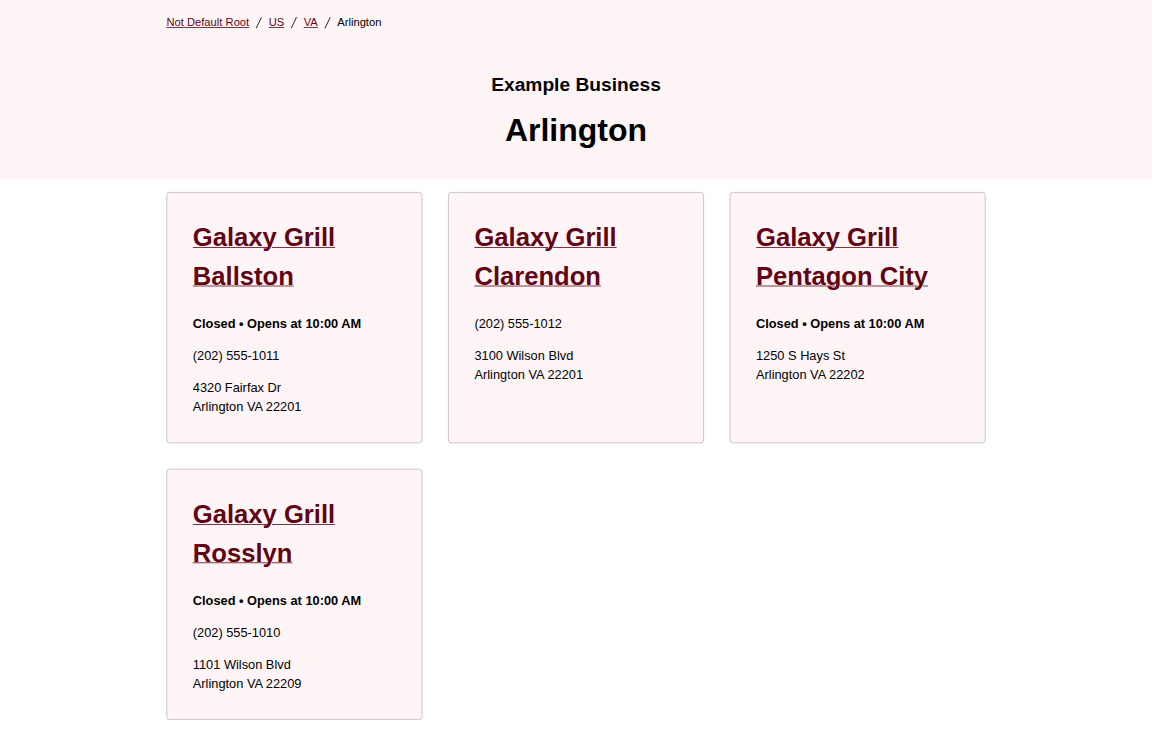 Not Default Root / US / VA / Arlington
Example Business
Arlington
Galaxy Grill
Ballston
Closed • Opens at 10:00 AM
(202) 555-1011
4320 Fairfax Dr
Arlington VA 22201
Galaxy Grill
Clarendon
(202) 555-1012
3100 Wilson Blvd
Arlington VA 22201
Galaxy Grill
Pentagon City
Closed • Opens at 10:00 AM
1250 S Hays St
Arlington VA 22202
Galaxy Grill
Rosslyn
Closed • Opens at 10:00 AM
(202) 555-1010
1101 Wilson Blvd
Arlington VA 22209